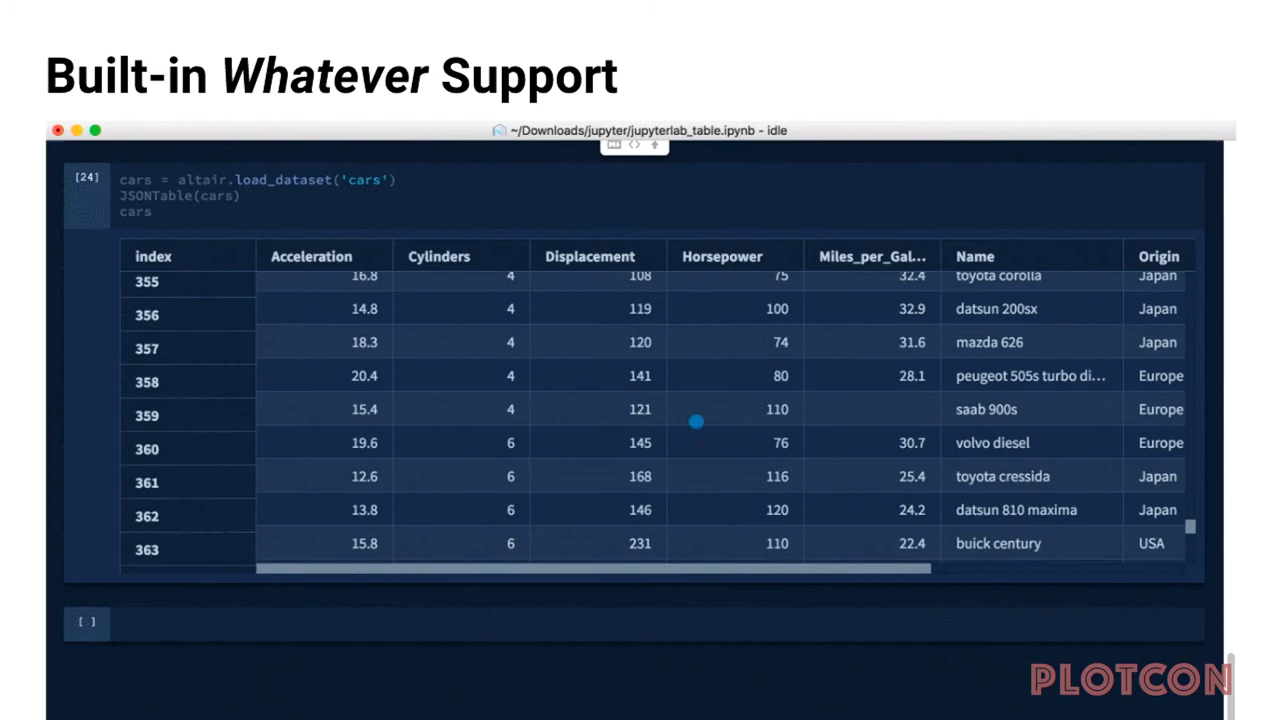 Built-in Whatever Support
~/Downloads/jupyter/jupyterlab_table.ipynb - idle
[24]
cars = altair.load_dataset('cars')
JSONTable(cars)
cars
index Acceleration Cylinders Displacement Horsepower Miles_per_Gal... Name Origin
355 16.8 4 108 75 32.4 toyota corolla Japan
356 14.8 4 119 100 32.9 datsun 200sx Japan
357 18.3 4 120 74 31.6 mazda 626 Japan
358 20.4 4 141 80 28.1 peugeot 505s turbo di... Europe
359 15.4 4 121 110 saab 900s Europe
360 19.6 6 145 76 30.7 volvo diesel Europe
361 12.6 6 168 116 25.4 toyota cressida Japan
362 13.8 6 146 120 24.2 datsun 810 maxima Japan
363 15.8 6 231 110 22.4 buick century USA
[ ]
PLOTCON